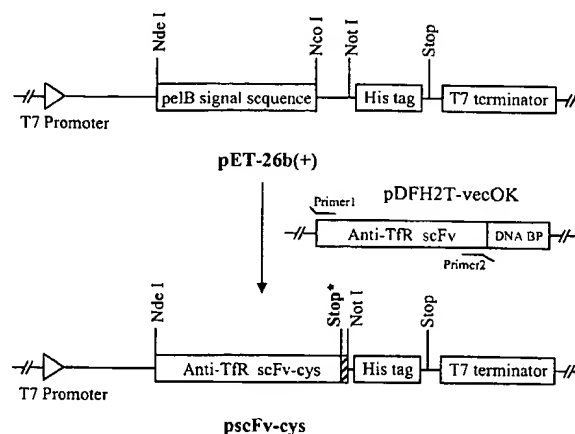 Nde I
Nco I
Not I
Stop
pelB signal sequence
His tag
T7 terminator
T7 Promoter
pET-26b(+)
pDFH2T-vecOK
Primer1
Anti-TfR scFv
DNA BP
Primer2
Nde I
Stop*
Not I
Stop
Anti-TfR scFv-cys
His tag
T7 terminator
T7 Promoter
pscFv-cys